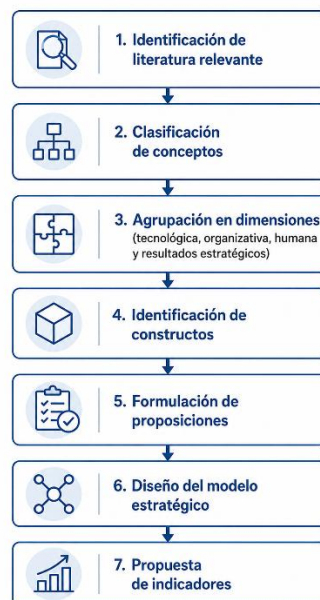 1. Identificación de
literatura relevante
2. Clasificación
de conceptos
3. Agrupación en dimensiones
(tecnológica, organizativa, humana
y resultados estratégicos)
4. Identificación de
constructos
5. Formulación de
proposiciones
6. Diseño del modelo
estratégico
7. Propuesta
de indicadores